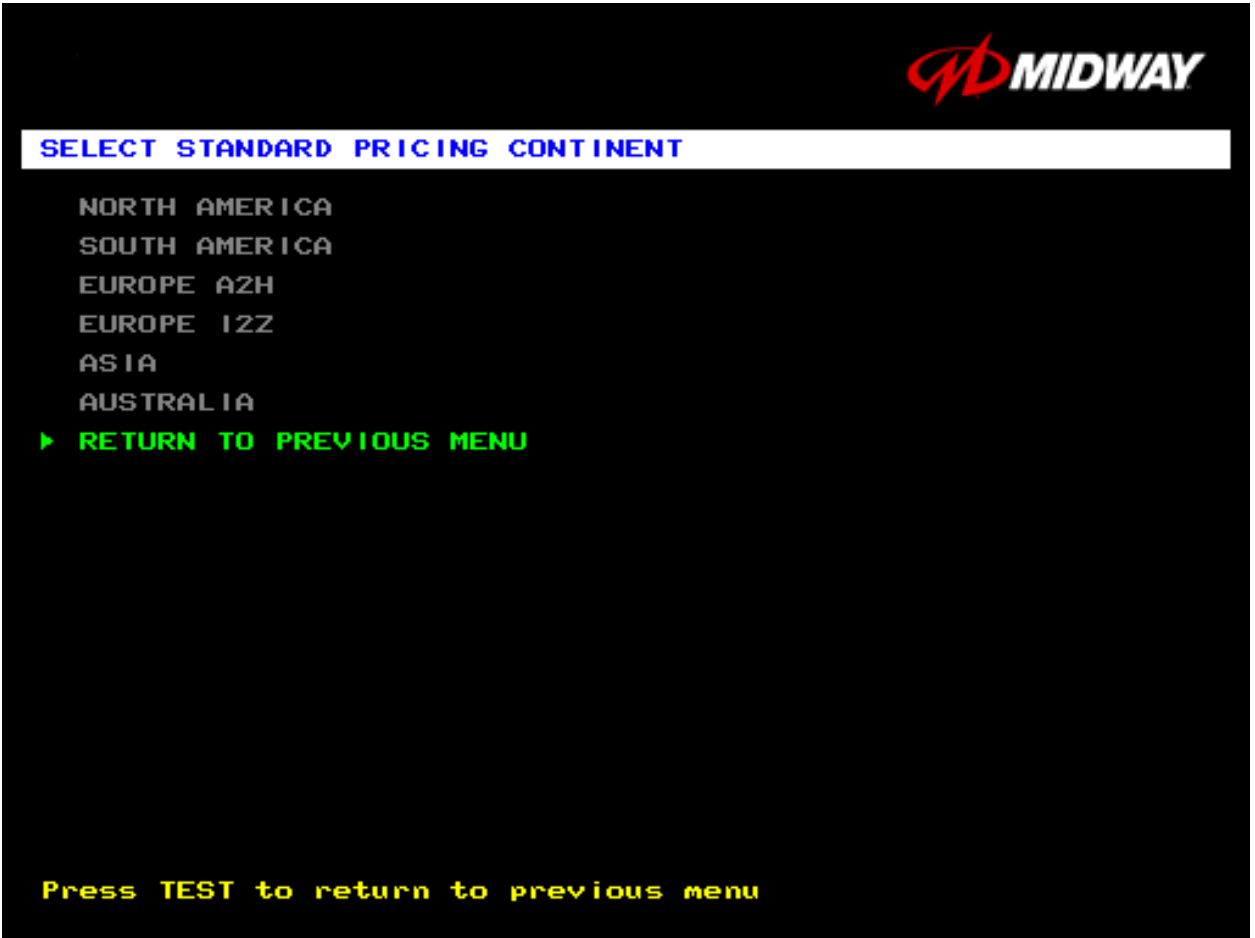 MIDWAY
SELECT STANDARD PRICING CONTINENT
NORTH AMERICA
SOUTH AMERICA
EUROPE A2H
EUROPE I2Z
ASIA
AUSTRALIA
RETURN TO PREVIOUS MENU
Press TEST to return to previous menu